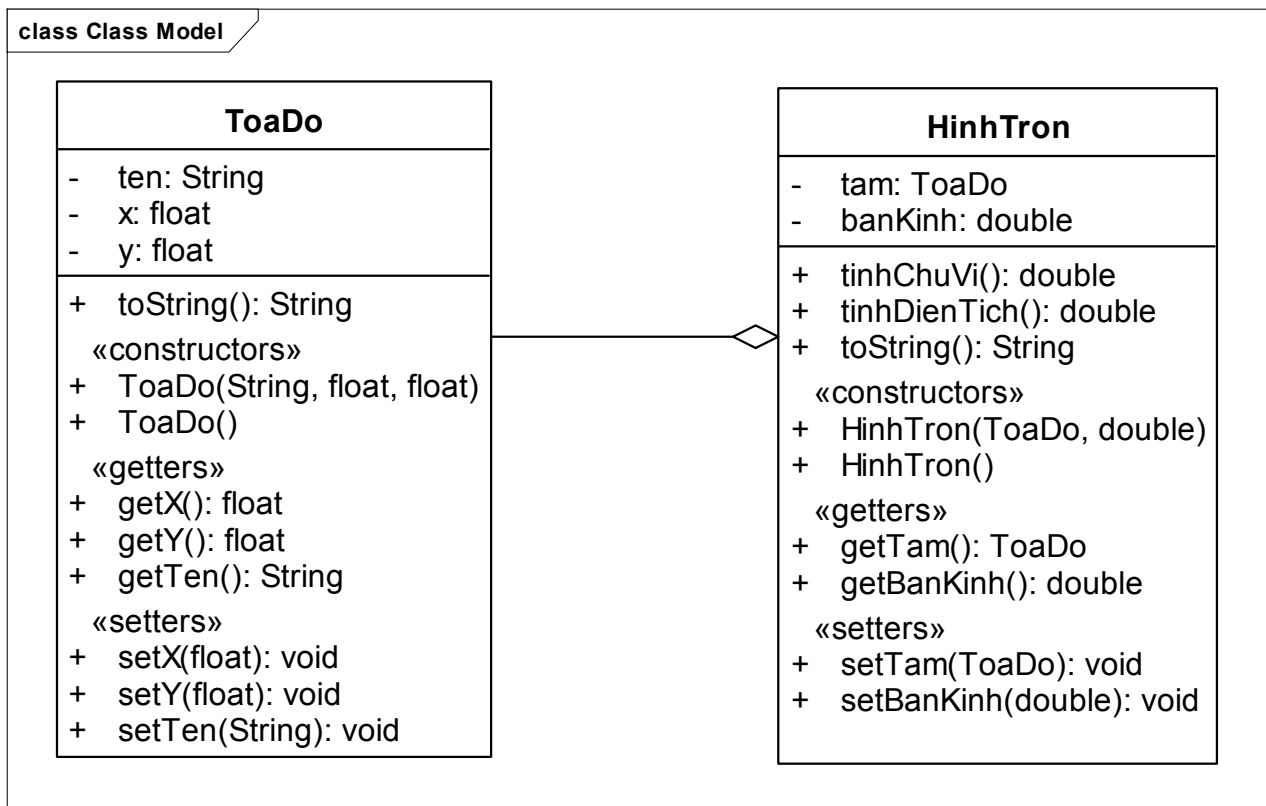 class Class Model
ToaDo
- ten: String
- x: float
- y: float
+ toString(): String
«constructors»
+ ToaDo(String, float, float)
+ ToaDo()
«getters»
+ getX(): float
+ getY(): float
+ getTen(): String
«setters»
+ setX(float): void
+ setY(float): void
+ setTen(String): void
HinhTron
- tam: ToaDo
- banKinh: double
+ tinhChuVi(): double
+ tinhDienTich(): double
+ toString(): String
«constructors»
+ HinhTron(ToaDo, double)
+ HinhTron()
«getters»
+ getTam(): ToaDo
+ getBanKinh(): double
«setters»
+ setTam(ToaDo): void
+ setBanKinh(double): void